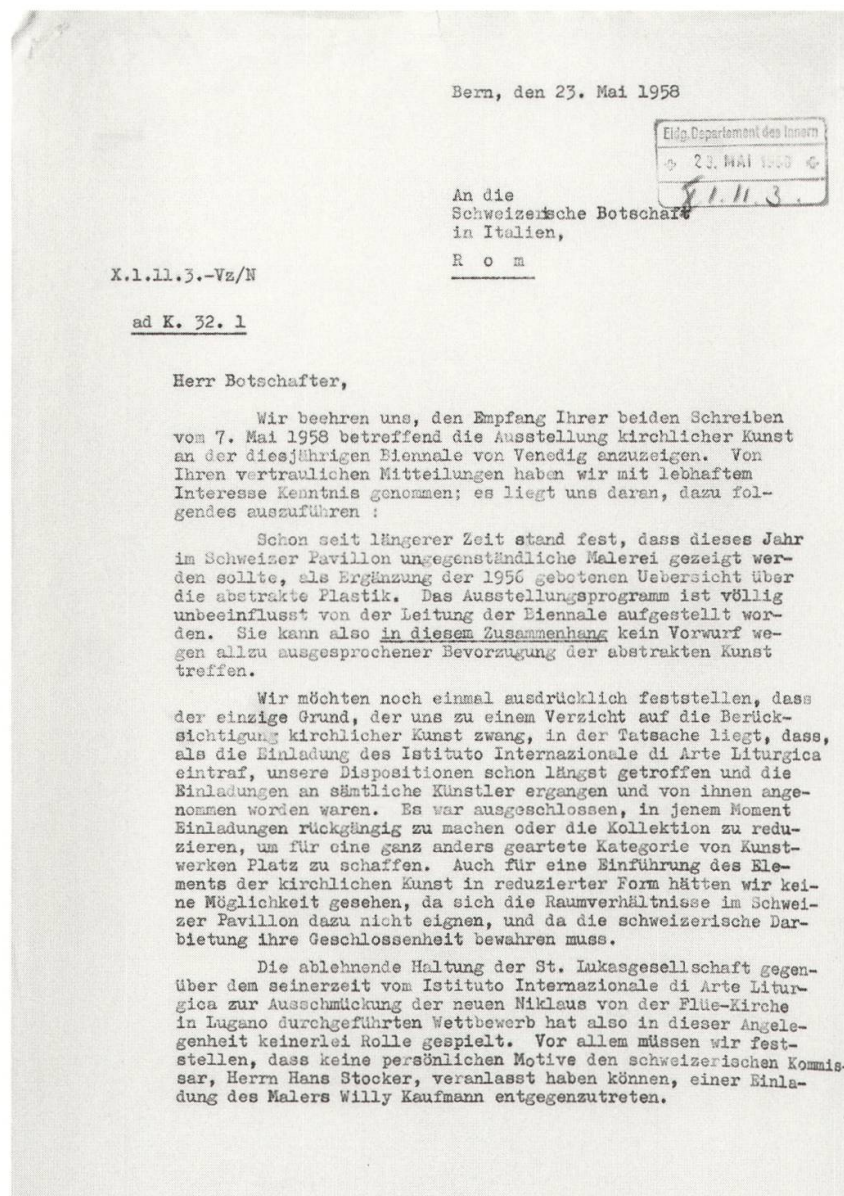 Bern, den 23. Mai 1958
Eidg. Departement des Innern
23. MAI 1958
X 1. 11. 3.
An die
Schweizerische Botschaft
in Italien,
R o m
X.1.11.3.-Vz/N
ad K. 32. 1
Herr Botschafter,
Wir beehren uns, den Empfang Ihrer beiden Schreiben
vom 7. Mai 1958 betreffend die Ausstellung kirchlicher Kunst
an der diesjährigen Biennale von Venedig anzuzeigen. Von
Ihren vertraulichen Mitteilungen haben wir mit lebhaftem
Interesse Kenntnis genommen; es liegt uns daran, dazu fol-
gendes auszuführen :
Schon seit längerer Zeit stand fest, dass dieses Jahr
im Schweizer Pavillon ungegenständliche Malerei gezeigt wer-
den sollte, als Ergänzung der 1956 gebotenen Uebersicht über
die abstrakte Plastik. Das Ausstellungsprogramm ist völlig
unbeeinflusst von der Leitung der Biennale aufgestellt wor-
den. Sie kann also in diesem Zusammenhang kein Vorwurf we-
gen allzu ausgesprochener Bevorzugung der abstrakten Kunst
treffen.
Wir möchten noch einmal ausdrücklich feststellen, dass
der einzige Grund, der uns zu einem Verzicht auf die Berück-
sichtigung kirchlicher Kunst zwang, in der Tatsache liegt, dass,
als die Einladung des Istituto Internazionale di Arte Liturgica
eintraf, unsere Dispositionen schon längst getroffen und die
Einladungen an sämtliche Künstler ergangen und von ihnen ange-
nommen worden waren. Es war ausgeschlossen, in jenem Moment
Einladungen rückgängig zu machen oder die Kollektion zu redu-
zieren, um für eine ganz anders geartete Kategorie von Kunst-
werken Platz zu schaffen. Auch für eine Einführung des Ele-
ments der kirchlichen Kunst in reduzierter Form hätten wir kei-
ne Möglichkeit gesehen, da sich die Raumverhältnisse im Schwei-
zer Pavillon dazu nicht eignen, und da die schweizerische Dar-
bietung ihre Geschlossenheit bewahren muss.
Die ablehnende Haltung der St. Lukasgesellschaft gegen-
über dem seinerzeit vom Istituto Internazionale di Arte Litur-
gica zur Ausschmückung der neuen Niklaus von der Flüe-Kirche
in Lugano durchgeführten Wettbewerb hat also in dieser Angele-
genheit keinerlei Rolle gespielt. Vor allem müssen wir fest-
stellen, dass keine persönlichen Motive den schweizerischen Kommis-
sar, Herrn Hans Stocker, veranlasst haben können, einer Einla-
dung des Malers Willy Kaufmann entgegenzutreten.